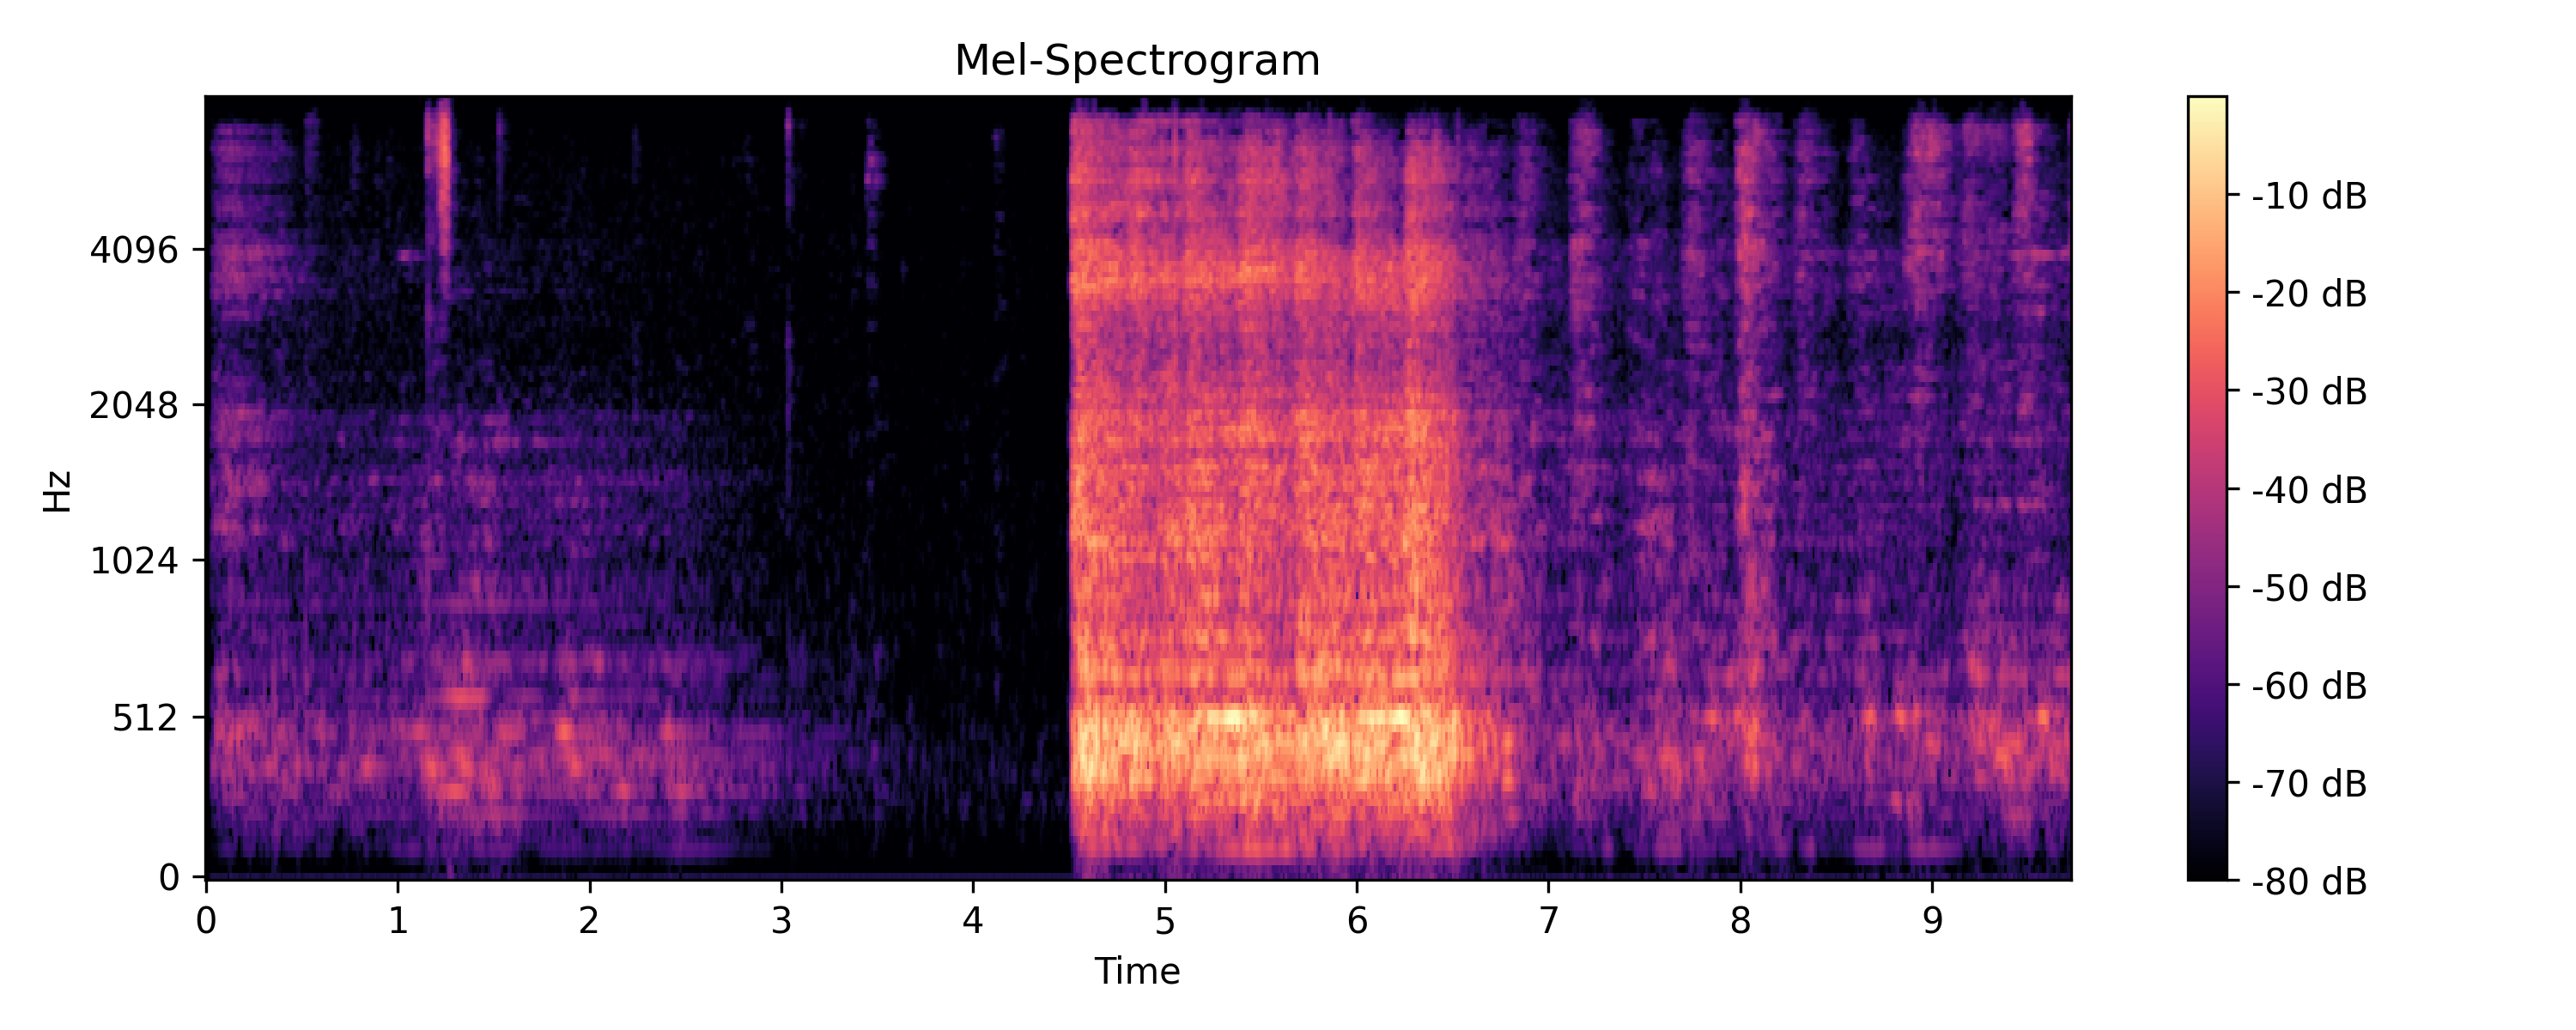 Mel-Spectrogram
Hz
4096
2048
1024
512
0
0 1 2 3 4 5 6 7 8 9
Time
-10 dB
-20 dB
-30 dB
-40 dB
-50 dB
-60 dB
-70 dB
-80 dB